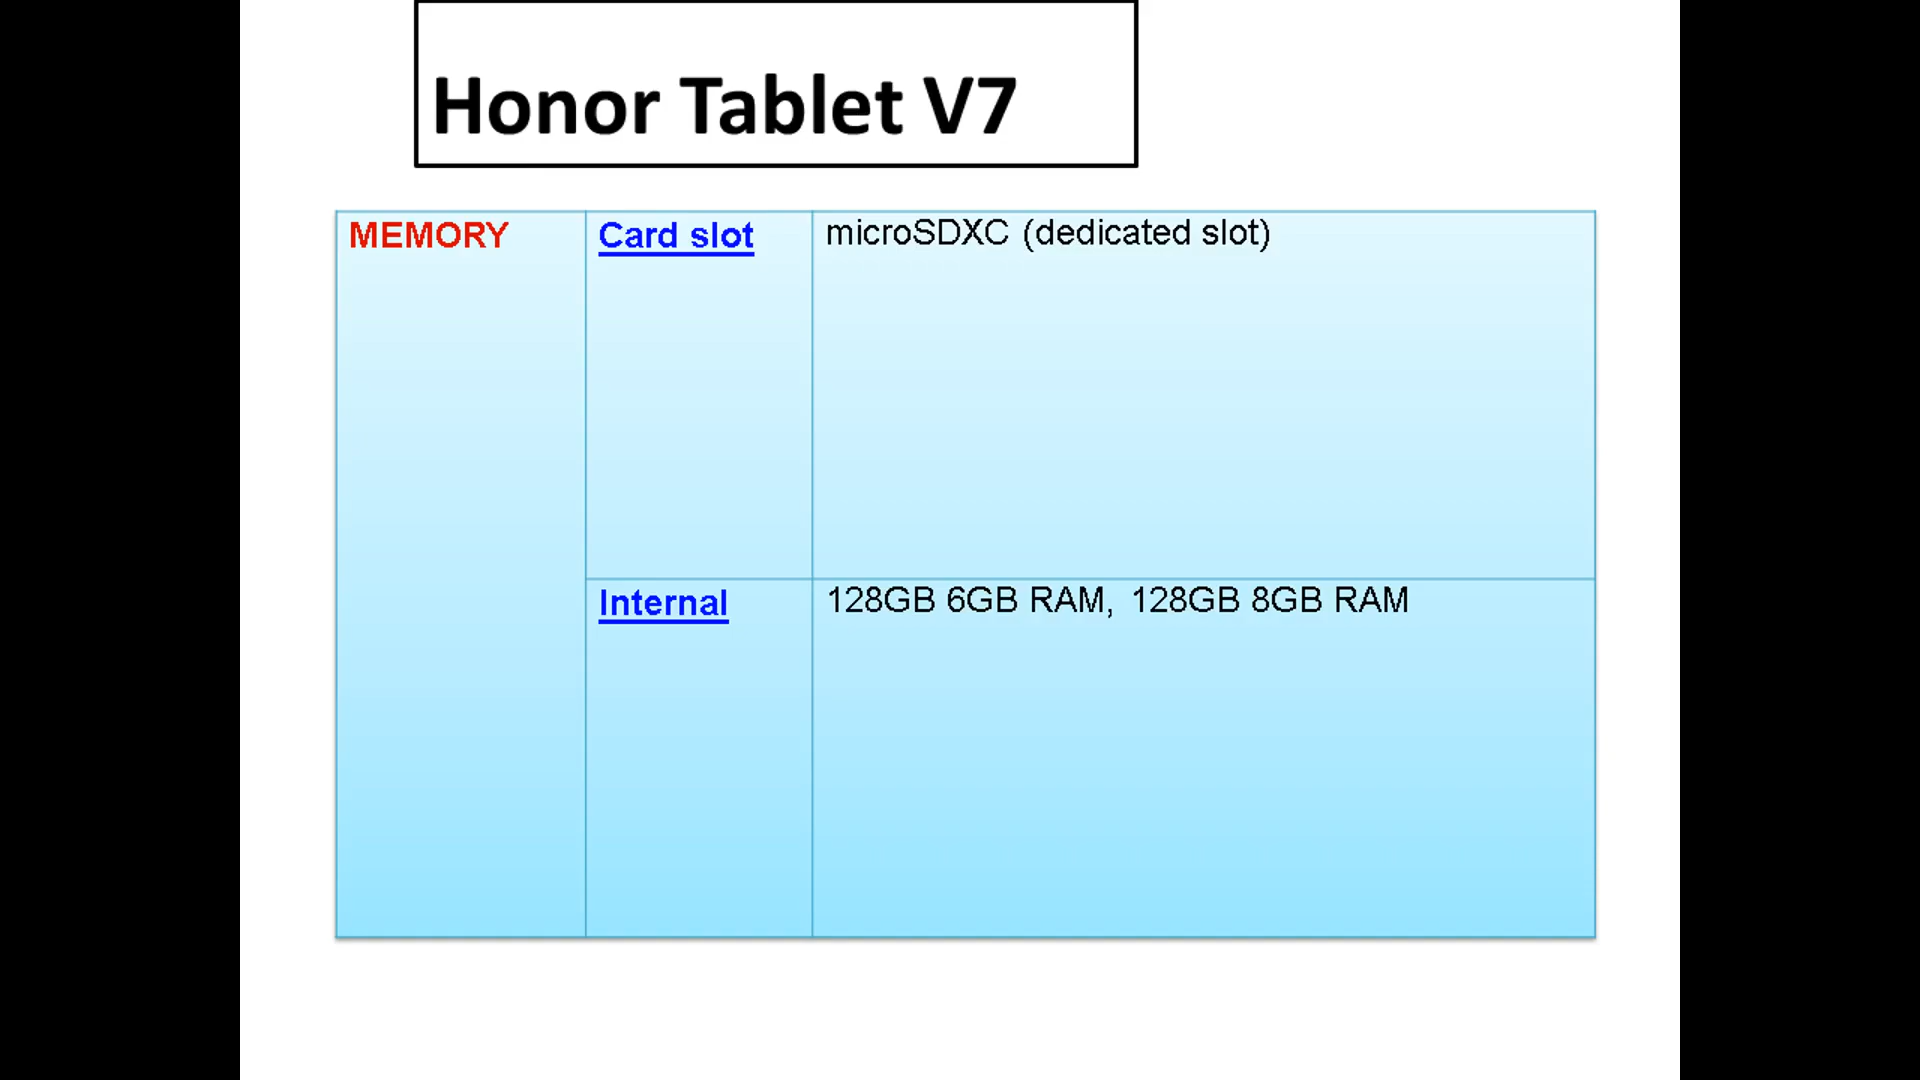 Honor Tablet V7
MEMORY Card slot microSDXC (dedicated slot)
Internal 128GB 6GB RAM, 128GB 8GB RAM